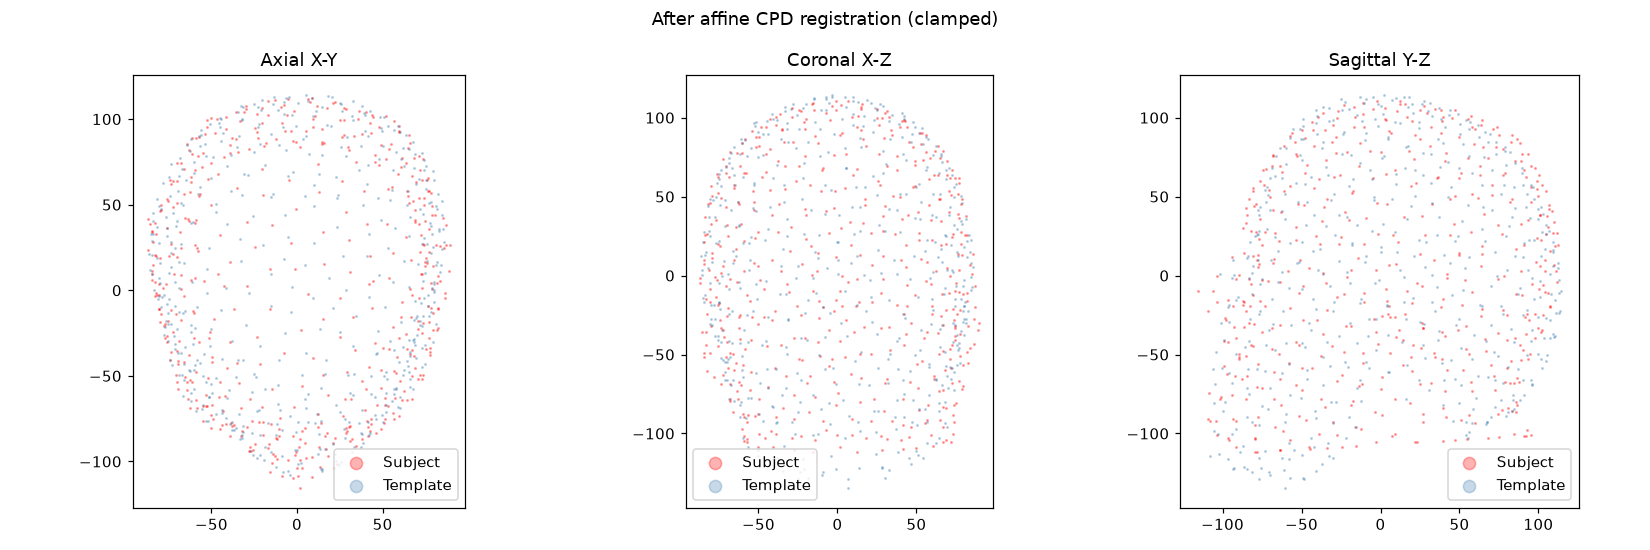 After affine CPD registration (clamped)
Axial X-Y
100
50
0
−50
−100
−50
0
50
Subject
Template
Coronal X-Z
100
50
0
−50
−100
−50
0
50
Subject
Template
Sagittal Y-Z
100
50
0
−50
−100
−100
−50
0
50
100
Subject
Template